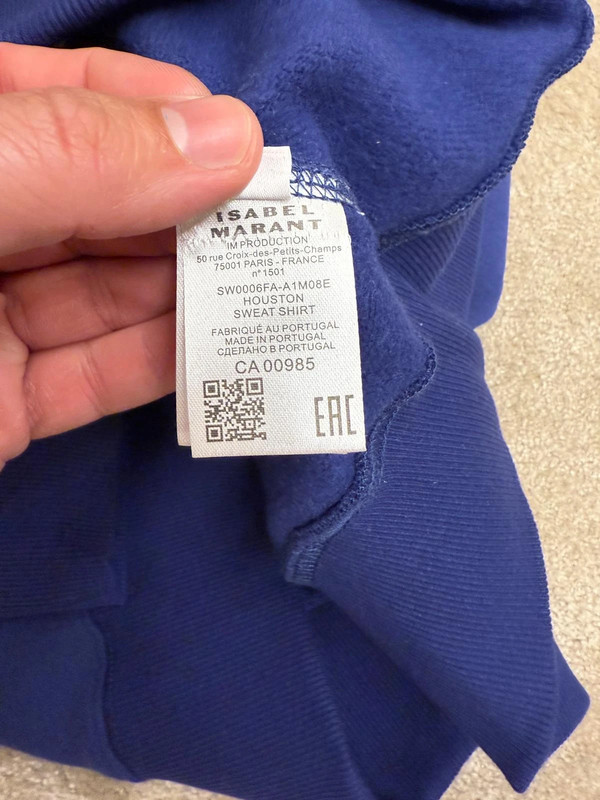 ISABEL
MARANT
IM PRODUCTION
50 rue Croix-des-Petits-Champs
75001 PARIS - FRANCE
n° 1501
SW0006FA-A1M08E
HOUSTON
SWEAT SHIRT
FABRIQUÉ AU PORTUGAL
MADE IN PORTUGAL
СДЕЛАНО В PORTUGAL
CA 00985
EAC